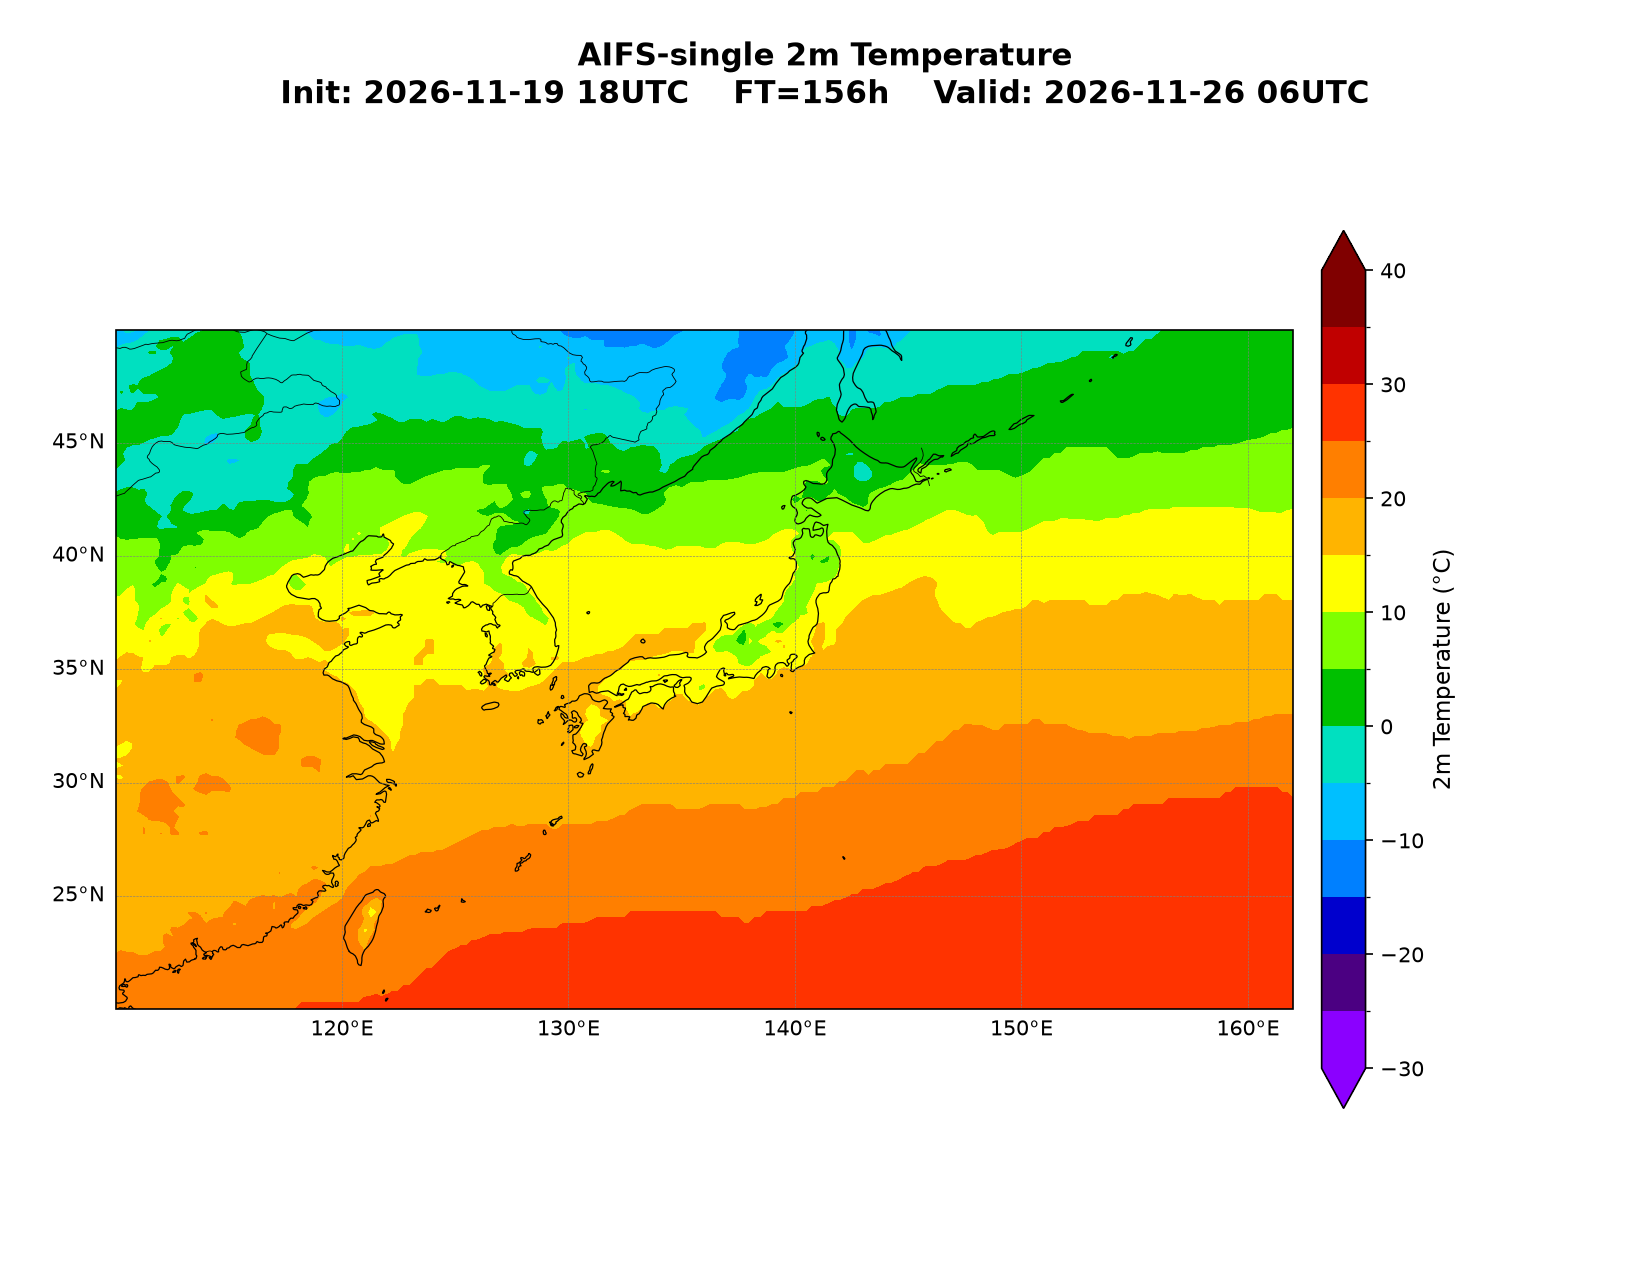 AIFS-single 2m Temperature
Init: 2026-11-19 18UTC    FT=156h    Valid: 2026-11-26 06UTC
45°N
40°N
35°N
30°N
25°N
120°E
130°E
140°E
150°E
160°E
40
30
20
10
0
−10
−20
−30
2m Temperature (°C)